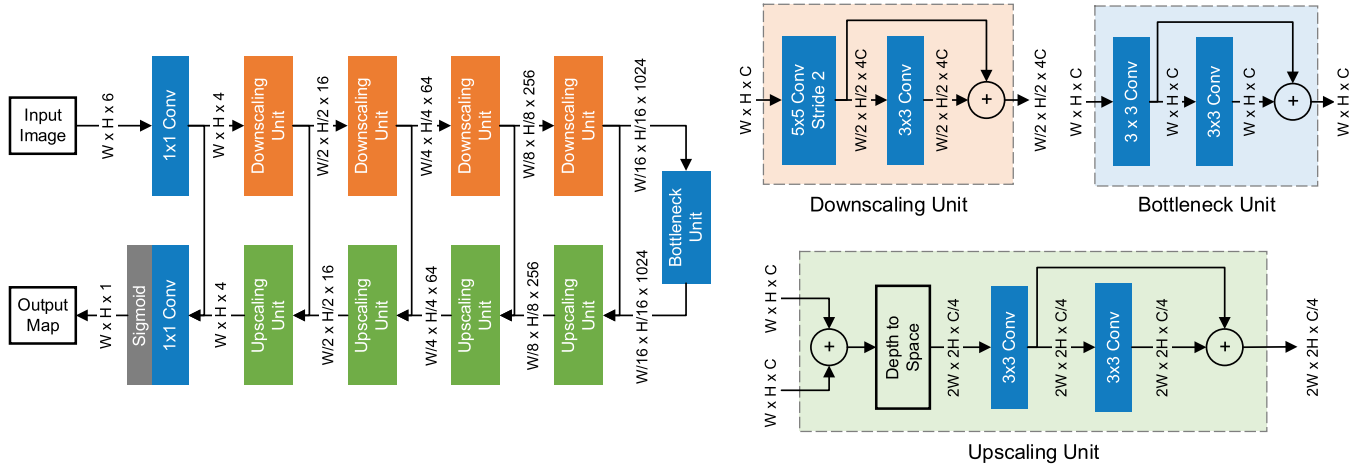 Input
Image
W x H x 6
1x1 Conv
W x H x 4
Downscaling
Unit
W/2 x H/2 x 16
Downscaling
Unit
W/4 x H/4 x 64
Downscaling
Unit
W/8 x H/8 x 256
Downscaling
Unit
W/16 x H/16 x 1024
Bottleneck
Unit
Output
Map
W x H x 1
Sigmoid
1x1 Conv
W x H x 4
Upscaling
Unit
W/2 x H/2 x 16
Upscaling
Unit
W/4 x H/4 x 64
Upscaling
Unit
W/8 x H/8 x 256
Upscaling
Unit
W/16 x H/16 x 1024
W x H x C
5x5 Conv
Stride 2
W/2 x H/2 x 4C
3x3 Conv
W/2 x H/2 x 4C
+
W/2 x H/2 x 4C
Downscaling Unit
W x H x C
3 x 3 Conv
W x H x C
3x3 Conv
W x H x C
+
W x H x C
Bottleneck Unit
W x H x C
W x H x C
+
Depth to
Space
2W x 2H x C/4
3x3 Conv
2W x 2H x C/4
3x3 Conv
2W x 2H x C/4
+
2W x 2H x C/4
Upscaling Unit